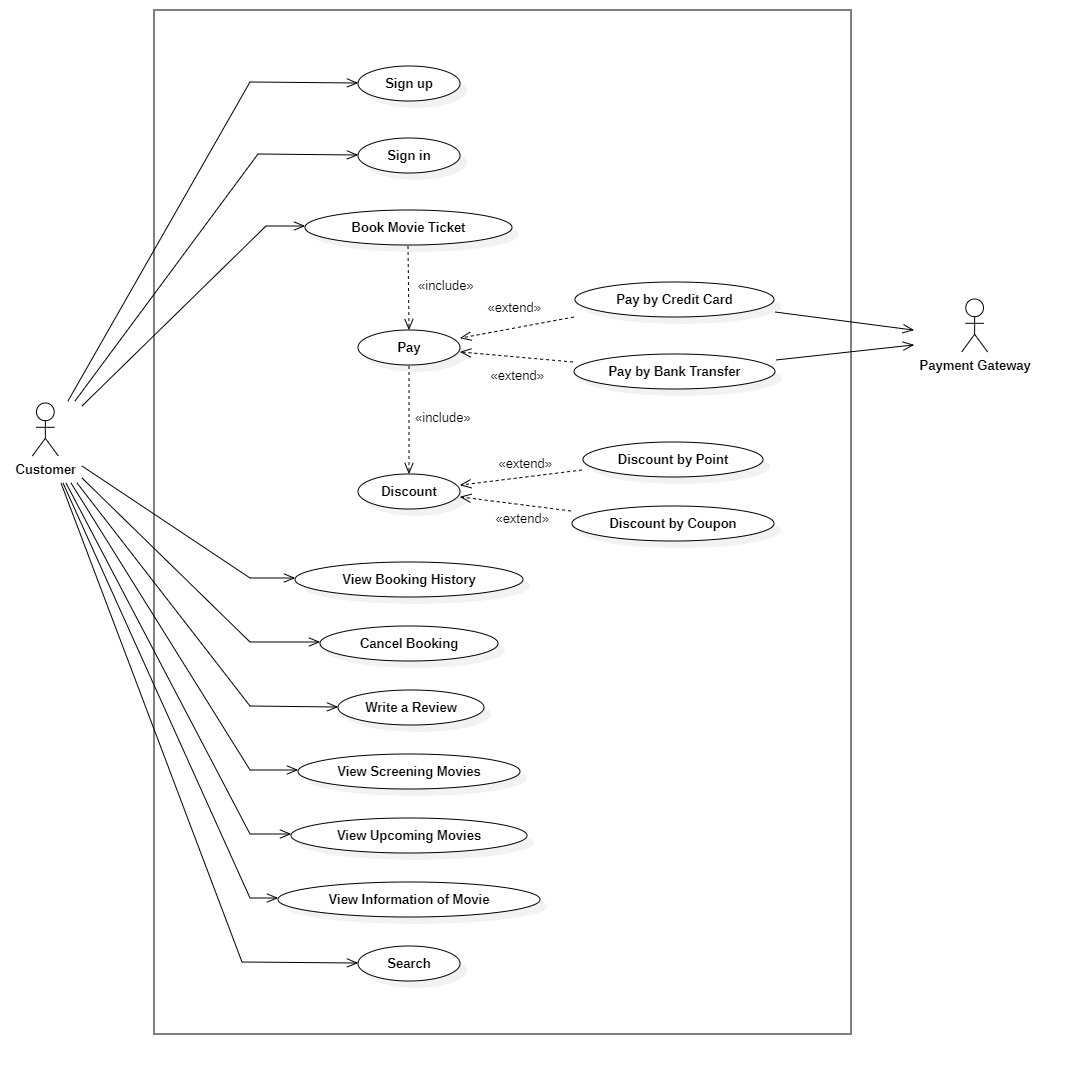 Sign up
Sign in
Book Movie Ticket
«include»
Pay by Credit Card
«extend»
Pay
Pay by Bank Transfer
«extend»
Payment Gateway
«include»
Customer
Discount by Point
«extend»
Discount
«extend»
Discount by Coupon
View Booking History
Cancel Booking
Write a Review
View Screening Movies
View Upcoming Movies
View Information of Movie
Search